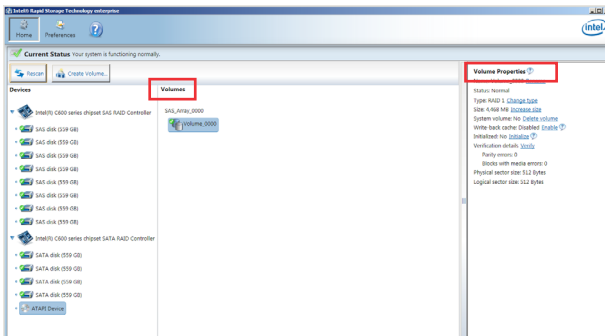 Intel® Rapid Storage Technology enterprise
Home
Preferences
intel
Current Status Your system is functioning normally.
Rescan
Create Volume...
Devices
Intel(R) C600 series chipset SAS RAID Controller
SAS disk (559 GB)
SAS disk (559 GB)
SAS disk (559 GB)
SAS disk (559 GB)
SAS disk (559 GB)
SAS disk (559 GB)
SAS disk (559 GB)
SAS disk (559 GB)
Intel(R) C600 series chipset SATA RAID Controller
SATA disk (559 GB)
SATA disk (559 GB)
SATA disk (559 GB)
SATA disk (559 GB)
ATAPI Device
Volumes
SAS_Array_0000
Volume_0000
Volume Properties
Status: Normal
Type: RAID 1 Change type
Size: 4,468 MB Increase size
System volume: No Delete volume
Write back cache: Disabled Enable
Initialized: No Initialize
Verification details Verify
Parity errors: 0
Blocks with media errors: 0
Physical sector size: 512 Bytes
Logical sector size: 512 Bytes